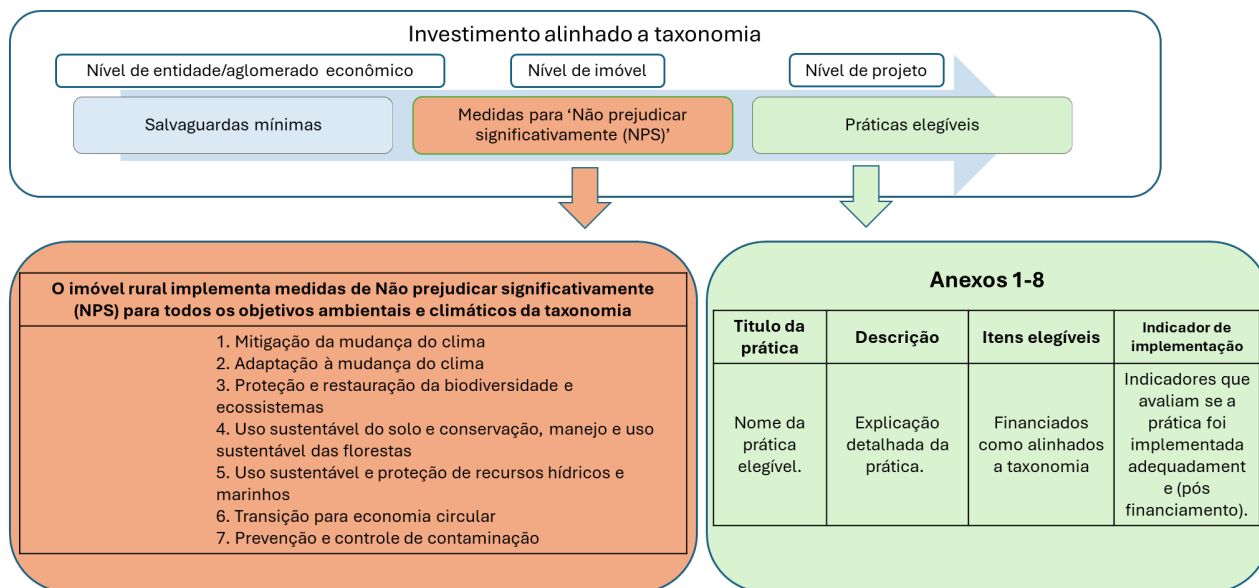 Investimento alinhado a taxonomia
Nível de entidade/aglomerado econômico
Nível de imóvel
Nível de projeto
Salvaguardas mínimas
Medidas para ‘Não prejudicar
significativamente (NPS)’
Práticas elegíveis
O imóvel rural implementa medidas de Não prejudicar significativamente
(NPS) para todos os objetivos ambientais e climáticos da taxonomia
1. Mitigação da mudança do clima
2. Adaptação à mudança do clima
3. Proteção e restauração da biodiversidade e
ecossistemas
4. Uso sustentável do solo e conservação, manejo e uso
sustentável das florestas
5. Uso sustentável e proteção de recursos hídricos e
marinhos
6. Transição para economia circular
7. Prevenção e controle de contaminação
Anexos 1-8
Titulo da
prática
Descrição
Itens elegíveis
Indicador de
implementação
Nome da
prática
elegível.
Explicação
detalhada da
prática.
Financiados
como alinhados
a taxonomia
Indicadores que
avaliam se a
prática foi
implementada
adequadament
e (pós
financiamento).